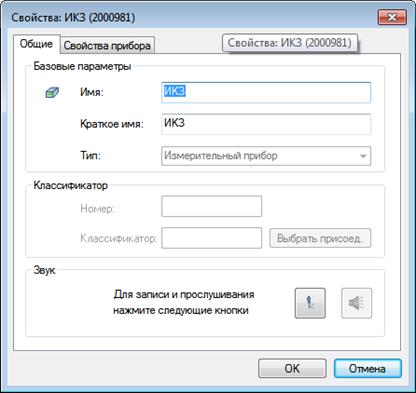 Свойства: ИКЗ (2000981)
Общие
Свойства прибора
Свойства: ИКЗ (2000981)
Базовые параметры
Имя:
ИКЗ
Краткое имя:
ИКЗ
Тип:
Измерительный прибор
Классификатор
Номер:
Классификатор:
Выбрать присоед.
Звук
Для записи и прослушивания
нажмите следующие кнопки
OK
Отмена